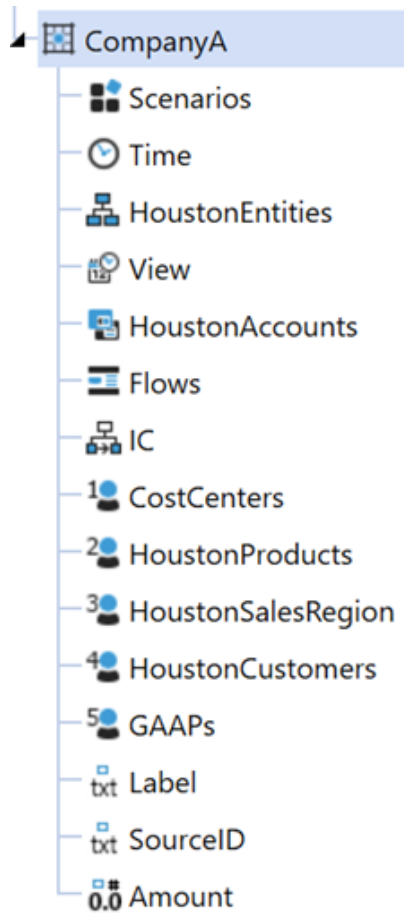 CompanyA
Scenarios
Time
HoustonEntities
12 View
HoustonAccounts
Flows
IC
1 CostCenters
2 HoustonProducts
3 HoustonSalesRegion
4 HoustonCustomers
5 GAAPs
txt Label
txt SourceID
0.0 # Amount